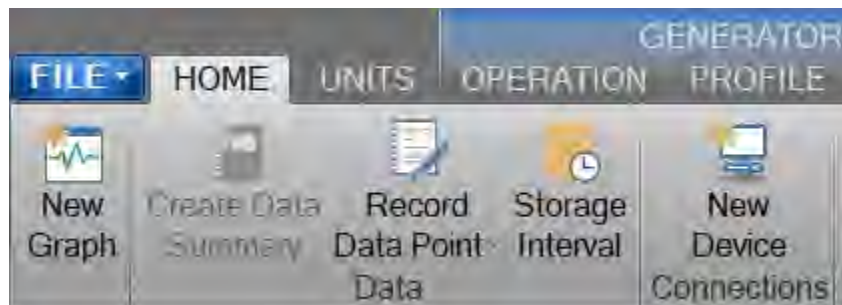 GENERATOR
FILE HOME UNITS OPERATION PROFILE
New Graph
Create Data Summary
Record Data Point
Storage Interval
New Device
Data
Connections